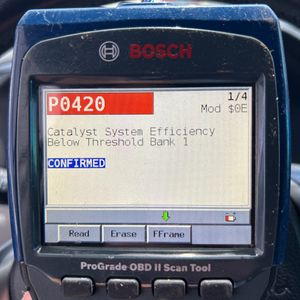 BOSCH
P0420
1/4
Mod $0E
Catalyst System Efficiency
Below Threshold Bank 1
CONFIRMED
Read Erase FFrame
ProGrade OBD II Scan Tool